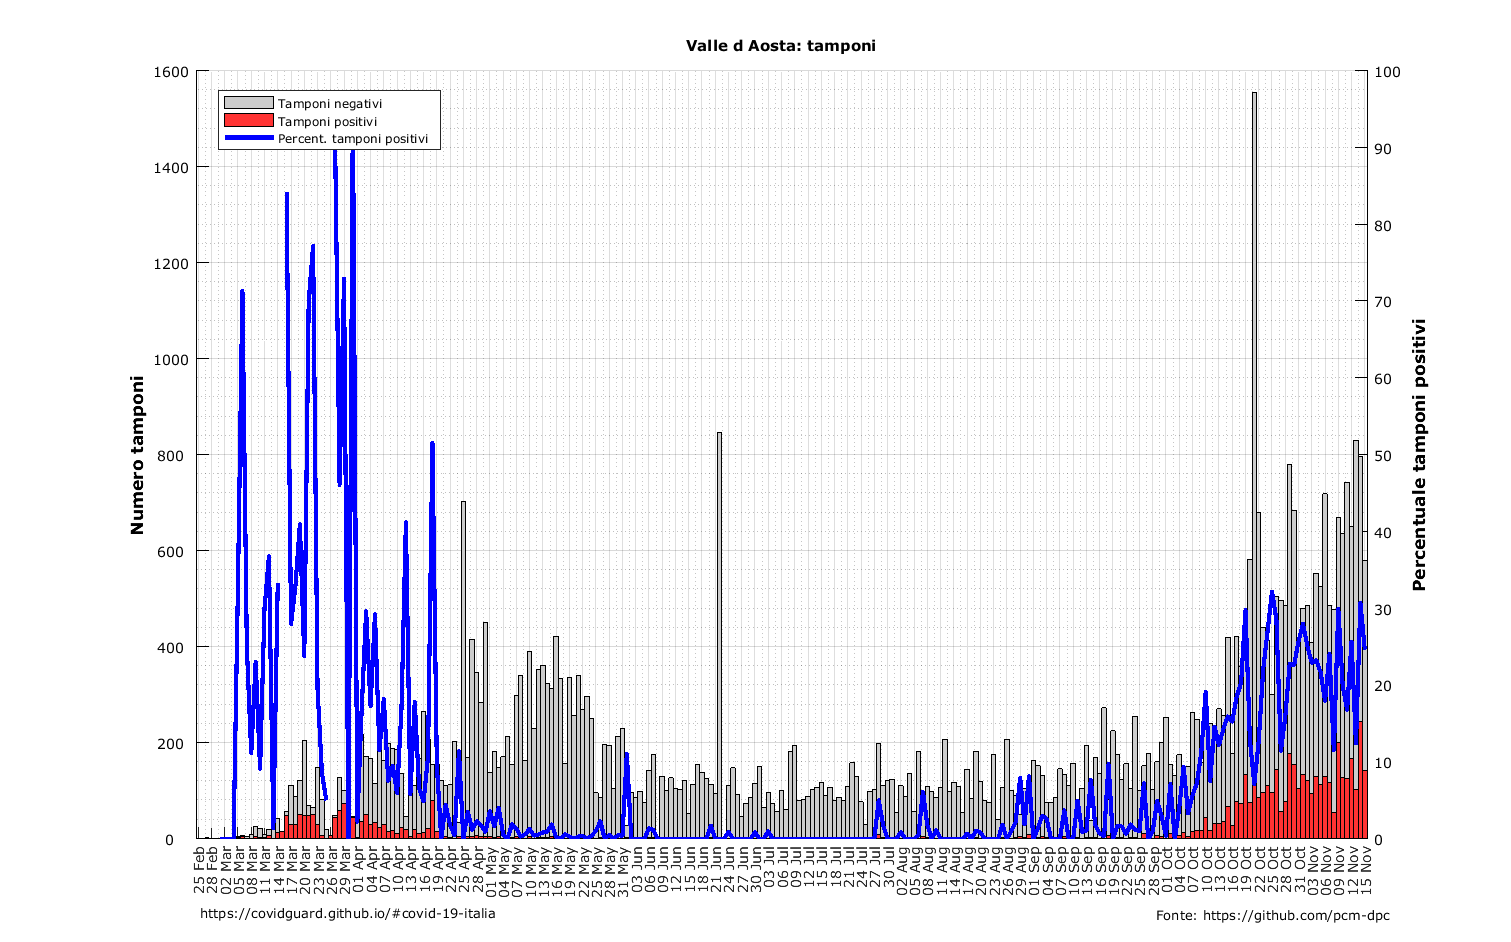 Valle d Aosta: tamponi
1600
1400
1200
1000
800
600
400
200
0
100
90
80
70
60
50
40
30
20
10
0
Tamponi negativi
Tamponi positivi
Percent. tamponi positivi
Numero tamponi
Percentuale tamponi positivi
25 Feb
28 Feb
02 Mar
05 Mar
08 Mar
11 Mar
14 Mar
17 Mar
20 Mar
23 Mar
26 Mar
29 Mar
01 Apr
04 Apr
07 Apr
10 Apr
13 Apr
16 Apr
19 Apr
22 Apr
25 Apr
28 Apr
01 May
04 May
07 May
10 May
13 May
16 May
19 May
22 May
25 May
28 May
31 May
03 Jun
06 Jun
09 Jun
12 Jun
15 Jun
18 Jun
21 Jun
24 Jun
27 Jun
30 Jun
03 Jul
06 Jul
09 Jul
12 Jul
15 Jul
18 Jul
21 Jul
24 Jul
27 Jul
30 Jul
02 Aug
05 Aug
08 Aug
11 Aug
14 Aug
17 Aug
20 Aug
23 Aug
26 Aug
29 Aug
01 Sep
04 Sep
07 Sep
10 Sep
13 Sep
16 Sep
19 Sep
22 Sep
25 Sep
28 Sep
01 Oct
04 Oct
07 Oct
10 Oct
13 Oct
16 Oct
19 Oct
22 Oct
25 Oct
28 Oct
31 Oct
03 Nov
06 Nov
09 Nov
12 Nov
15 Nov
https://covidguard.github.io/#covid-19-italia
Fonte: https://github.com/pcm-dpc